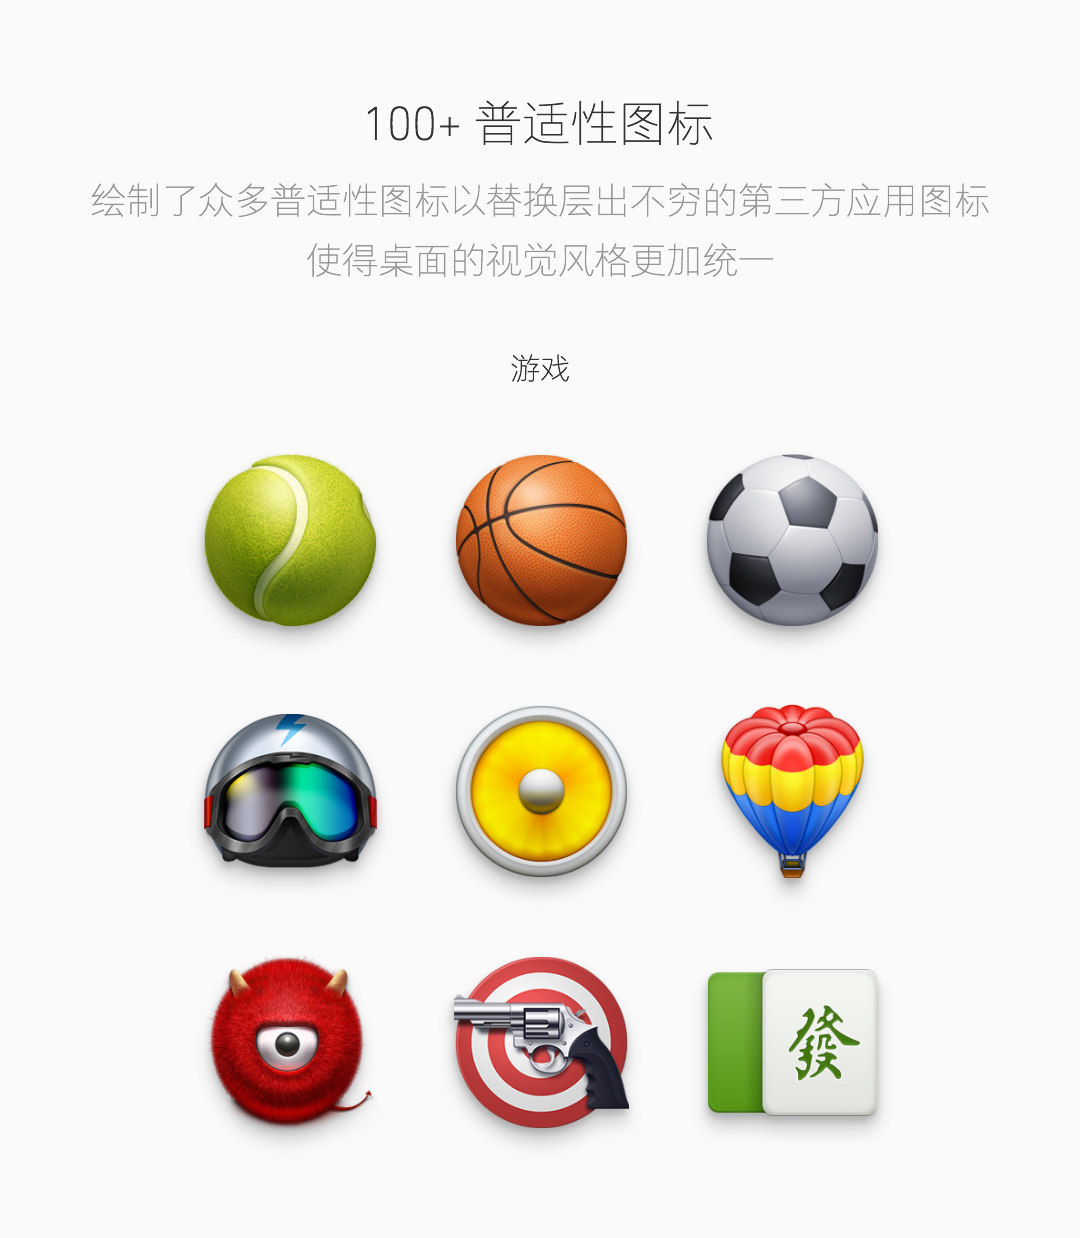 100+ 普适性图标
绘制了众多普适性图标以替换层出不穷的第三方应用图标
使得桌面的视觉风格更加统一
游戏
發